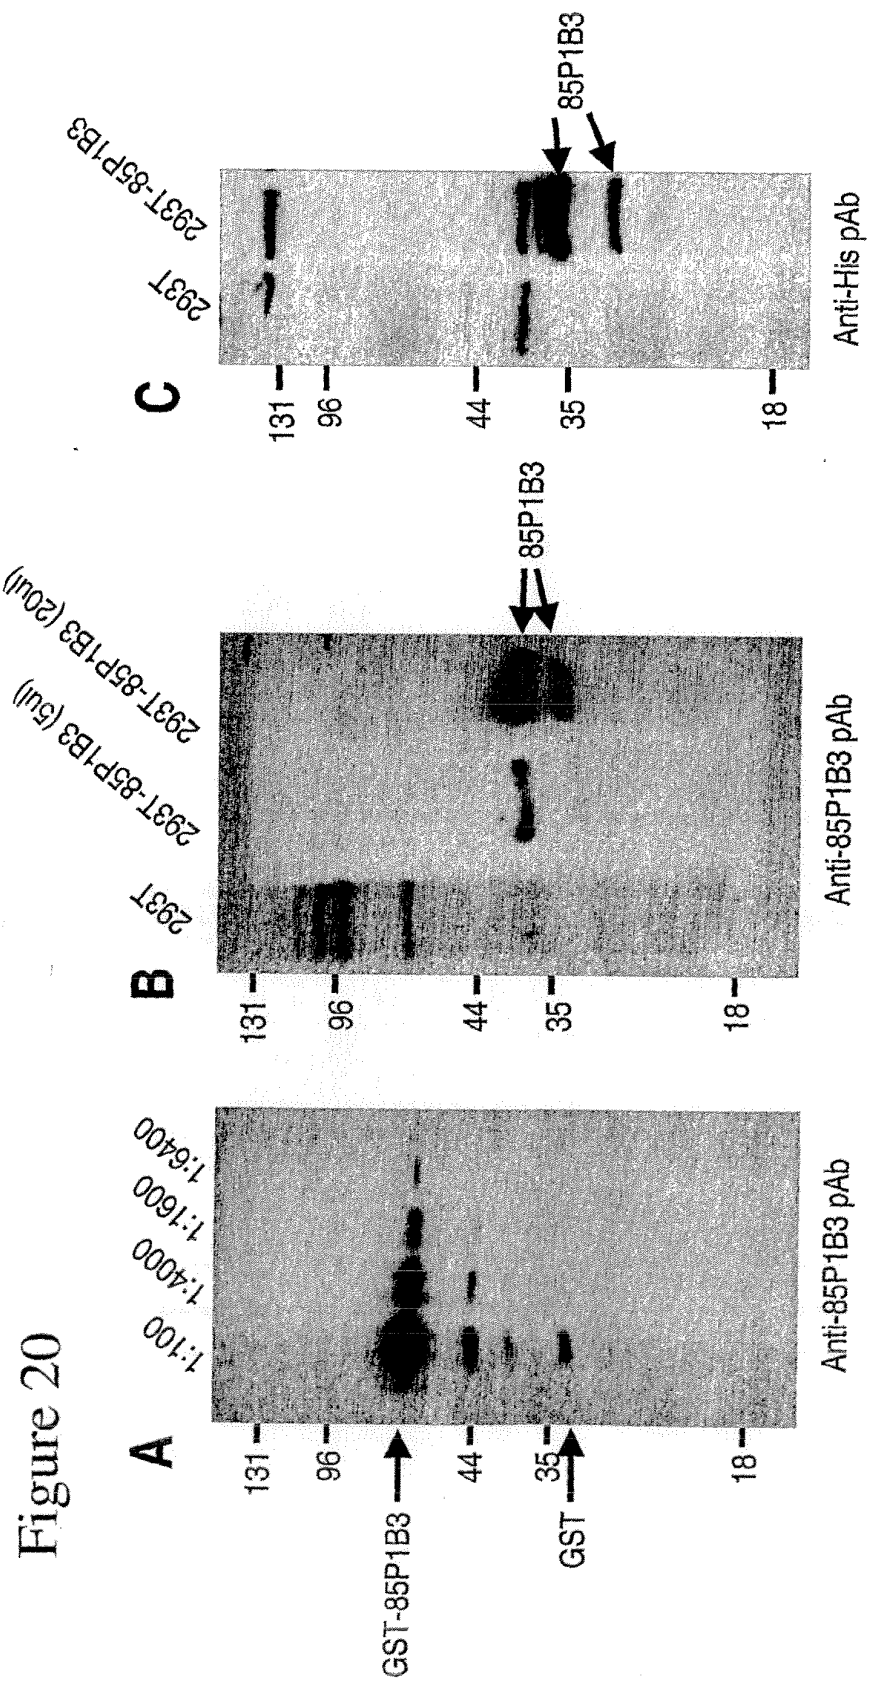 Figure 20
A
1:100
1:4000
1:1600
1:6400
131
96
GST-85P1B3
44
35
GST
18
Anti-85P1B3 pAb
B
293T
293T-85P1B3 (5ul)
293T-85P1B3 (20ul)
131
96
44
35
18
85P1B3
Anti-85P1B3 pAb
C
293T
293T-85P1B3
131
96
44
35
18
85P1B3
Anti-His pAb